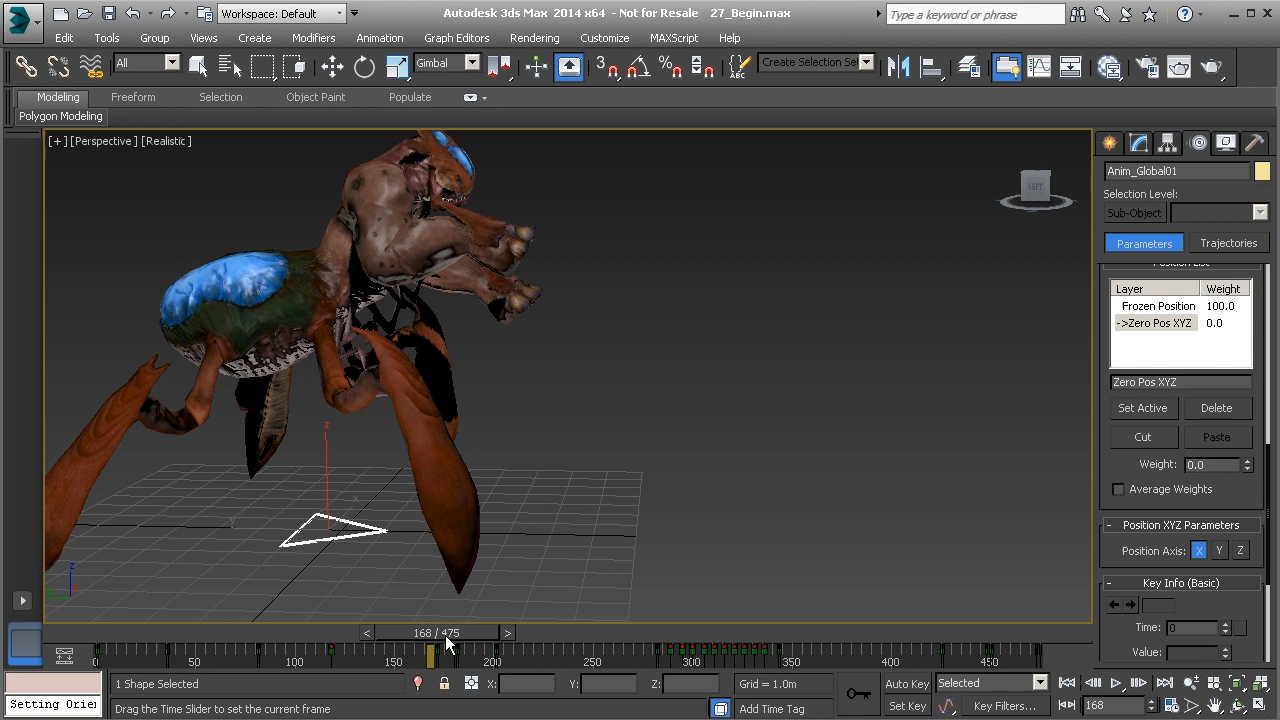 Workspace: Default
Autodesk 3ds Max 2014 x64 - Not for Resale 27_Begin.max
Type a keyword or phrase
Edit Tools Group Views Create Modifiers Animation Graph Editors Rendering Customize MAXScript Help
All
Gimbal
Create Selection Se
Modeling Freeform Selection Object Paint Populate
Polygon Modeling
[+] [Perspective] [Realistic]
LEFT
Anim_Global01
Selection Level:
Sub-Object
Parameters Trajectories
Position List
Layer Weight
Frozen Position 100.0
->Zero Pos XYZ 0.0
Zero Pos XYZ
Set Active Delete
Cut Paste
Weight: 0.0
Average Weights
- Position XYZ Parameters
Position Axis: X Y Z
- Key Info (Basic)
Time: 0
Value:
z
x
y
z
< 168 / 475 >
0 50 100 150 200 250 300 350 400 450
1 Shape Selected
X: Y: Z:
Grid = 1.0m
Auto Key Selected
Setting Orie
Drag the Time Slider to set the current frame
Add Time Tag
Set Key Key Filters...
168